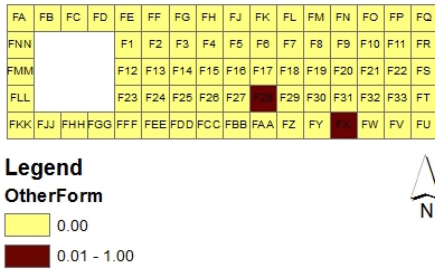 FA FB FC FD FE FF FG FH FJ FK FL FM FN FO FP FQ
FNN F1 F2 F3 F4 F5 F6 F7 F8 F9 F10 F11 FR
FMM F12 F13 F14 F15 F16 F17 F18 F19 F20 F21 F22 FS
FLL F23 F24 F25 F26 F27 F28 F29 F30 F31 F32 F33 FT
FKK FJJ FHH FGG FFF FEE FDD FCC FBB FAA FZ FY FX FW FV FU
Legend
OtherForm
0.00
0.01 - 1.00
N